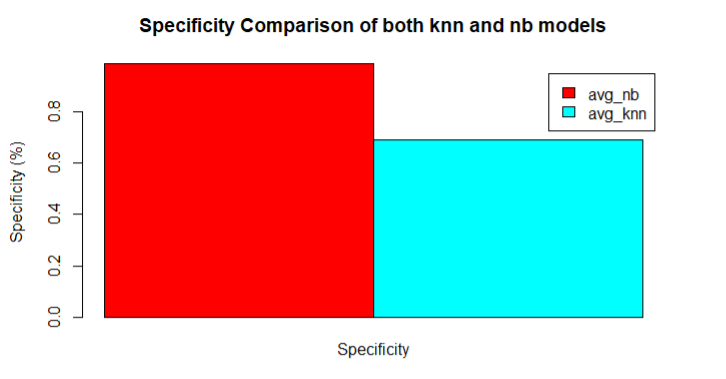 Specificity Comparison of both knn and nb models
avg_nb
avg_knn
Specificity (%)
0.8
0.6
0.4
0.2
0.0
Specificity